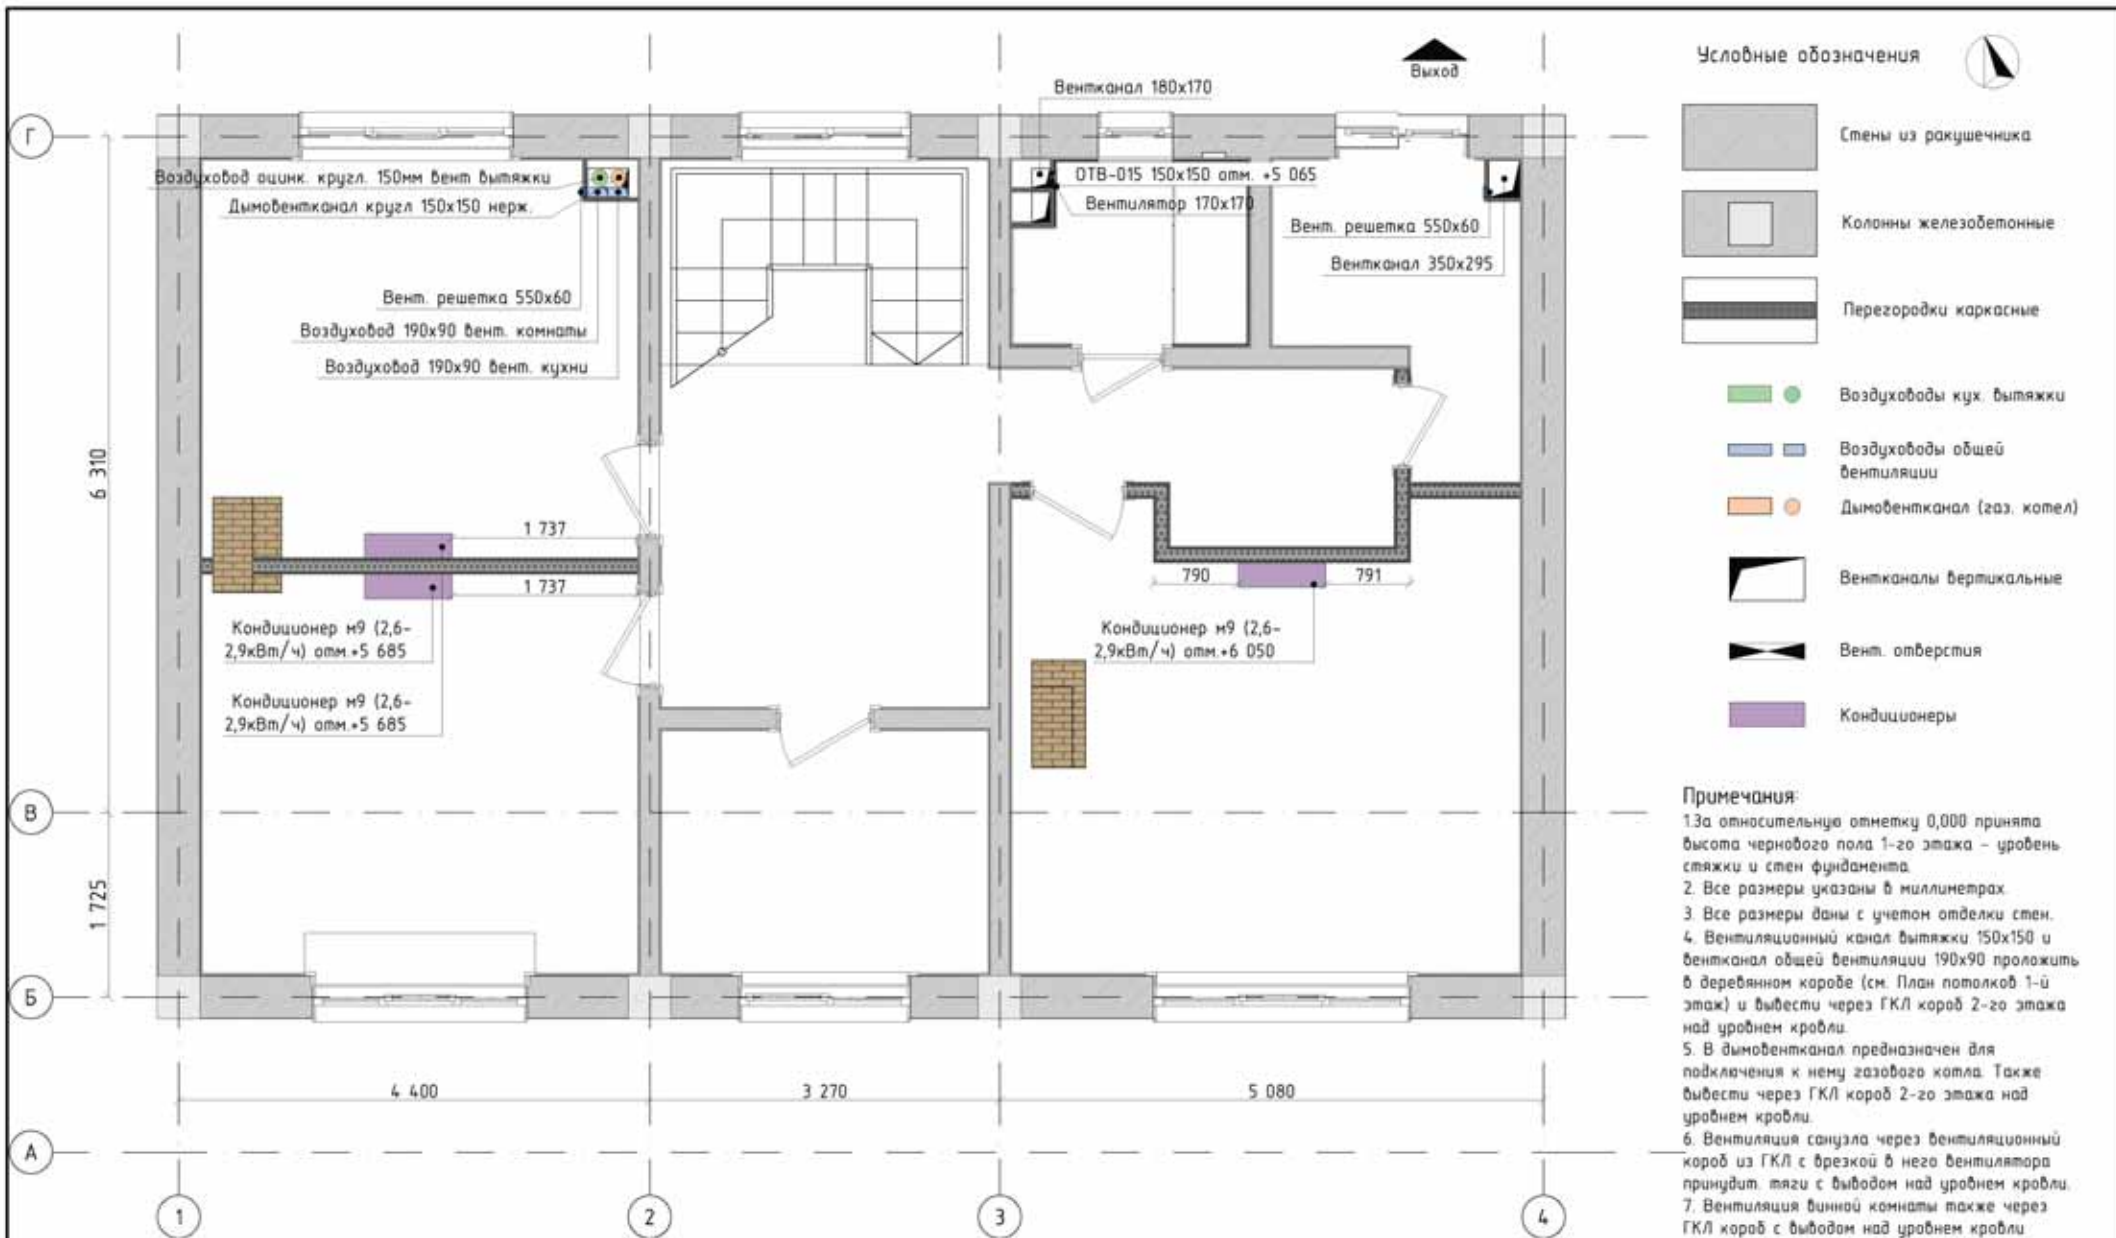 Выход
Вентканал 180х170
Г
Воздуховод оцинк. кругл. 150мм вент вытяжки
Дымовентканал кругл 150х150 нерж.
ОТВ-015 150х150 отм. +5 065
Вентилятор 170х170
Вент. решетка 550х60
Вентканал 350х295
Вент. решетка 550х60
Воздуховод 190х90 вент. комнаты
Воздуховод 190х90 вент. кухни
6 310
1 737
1 737
790
791
Кондиционер м9 (2,6-
2,9кВт/ч) отм.+5 685
Кондиционер м9 (2,6-
2,9кВт/ч) отм.+5 685
Кондиционер м9 (2,6-
2,9кВт/ч) отм.+6 050
В
1 725
Б
4 400
3 270
5 080
А
1
2
3
4
Условные обозначения
Стены из ракушечника
Колонны железобетонные
Перегородки каркасные
Воздуховоды кух. вытяжки
Воздуховоды общей
вентиляции
Дымовентканал (газ. котел)
Вентканалы вертикальные
Вент. отверстия
Кондиционеры
Примечания:
1.За относительную отметку 0,000 принята
высота чернового пола 1-го этажа - уровень
стяжки и стен фундамента.
2. Все размеры указаны в миллиметрах.
3. Все размеры даны с учетом отделки стен.
4. Вентиляционный канал вытяжки 150х150 и
вентканал общей вентиляции 190х90 проложить
в деревянном коробе (см. План потолков 1-й
этаж) и вывести через ГКЛ короб 2-го этажа
над уровнем кровли.
5. В дымовентканал предназначен для
подключения к нему газового котла. Также
вывести через ГКЛ короб 2-го этажа над
уровнем кровли.
6. Вентиляция санузла через вентиляционный
короб из ГКЛ с врезкой в него вентилятора
принудит. тяги с выводом над уровнем кровли.
7. Вентиляция винной комнаты также через
ГКЛ короб с выводом над уровнем кровли